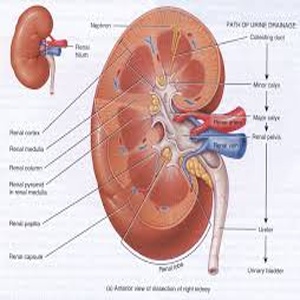 Nephron
PATH OF URINE DRAINAGE:
Collecting duct
Renal
hilum
Minor calyx
Major calyx
Renal artery
Renal pelvis
Renal vein
Renal cortex
Renal medulla
Renal column
Renal pyramid
in renal medulla
Renal papilla
Renal capsule
Ureter
Renal lobe
Urinary bladder
(a) Anterior view of dissection of right kidney